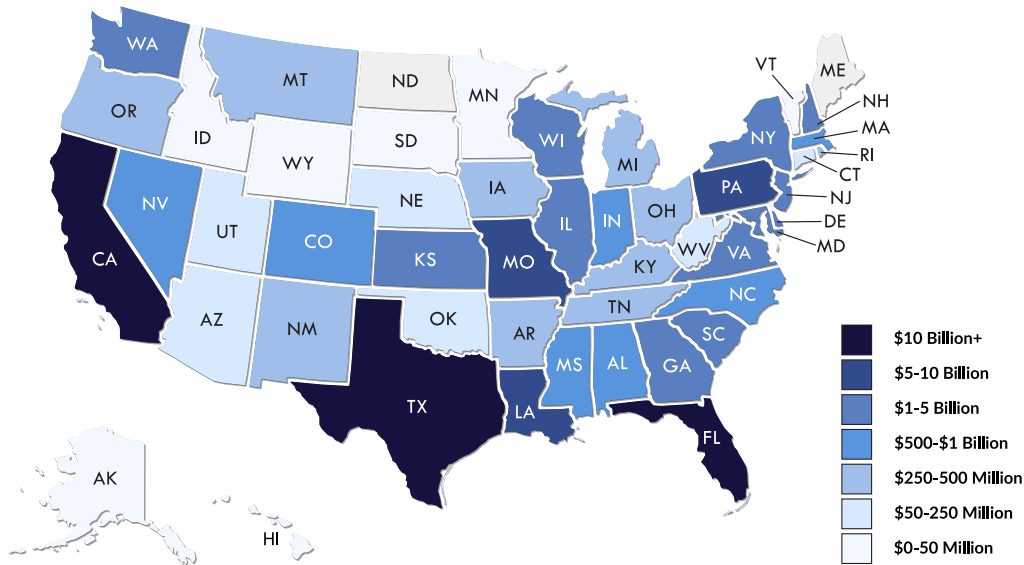 WA
MT
ND
MN
VT
ME
OR
ID
SD
WI
NY
NH
MA
WY
MI
RI
CT
NV
NE
IA
PA
NJ
UT
CO
IL
IN
OH
DE
MD
CA
KS
MO
WV
VA
KY
NC
AZ
NM
OK
AR
TN
SC
MS
AL
GA
TX
LA
FL
AK
HI
$10 Billion+
$5-10 Billion
$1-5 Billion
$500-$1 Billion
$250-500 Million
$50-250 Million
$0-50 Million